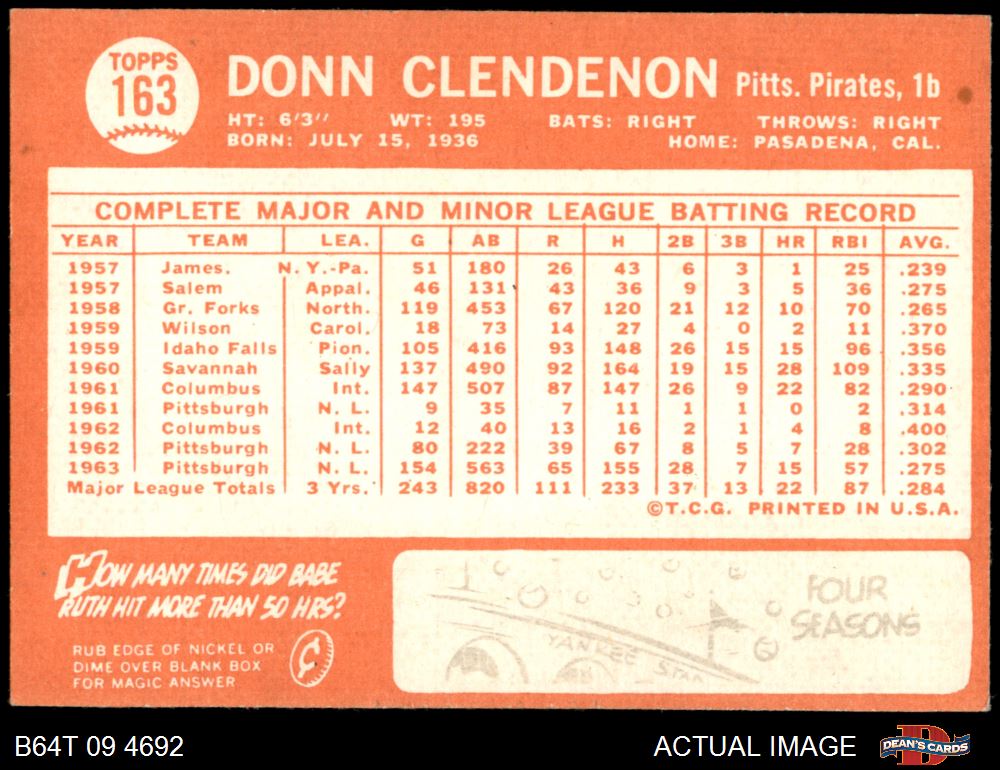 TOPPS
163
DONN CLENDENON Pitts. Pirates, 1b
HT: 6'3" WT: 195 BATS: RIGHT THROWS: RIGHT
BORN: JULY 15, 1936 HOME: PASADENA, CAL.
COMPLETE MAJOR AND MINOR LEAGUE BATTING RECORD
YEAR TEAM LEA. G AB R H 2B 3B HR RBI AVG.
1957 James. N. Y.-Pa. 51 180 26 43 6 3 1 25 .239
1957 Salem Appal. 46 131 43 36 9 3 5 36 .275
1958 Gr. Forks North. 119 453 67 120 21 12 10 70 .265
1959 Wilson Carol. 18 73 14 27 4 0 2 11 .370
1959 Idaho Falls Pion. 105 416 93 148 26 15 15 96 .356
1960 Savannah Sally 137 490 92 164 19 15 28 109 .335
1961 Columbus Int. 147 507 87 147 26 9 22 82 .290
1961 Pittsburgh N. L. 9 35 7 11 1 1 0 2 .314
1962 Columbus Int. 12 40 13 16 2 1 4 8 .400
1962 Pittsburgh N. L. 80 222 39 67 8 5 7 28 .302
1963 Pittsburgh N. L. 154 563 65 155 28 7 15 57 .275
Major League Totals 3 Yrs. 243 820 111 233 37 13 22 87 .284
©T.C.G. PRINTED IN U.S.A.
HOW MANY TIMES DID BABE
RUTH HIT MORE THAN 50 HRS?
RUB EDGE OF NICKEL OR
DIME OVER BLANK BOX
FOR MAGIC ANSWER
FOUR
SEASONS
YANKEE STA
B64T 09 4692
ACTUAL IMAGE
DEAN'S CARDS